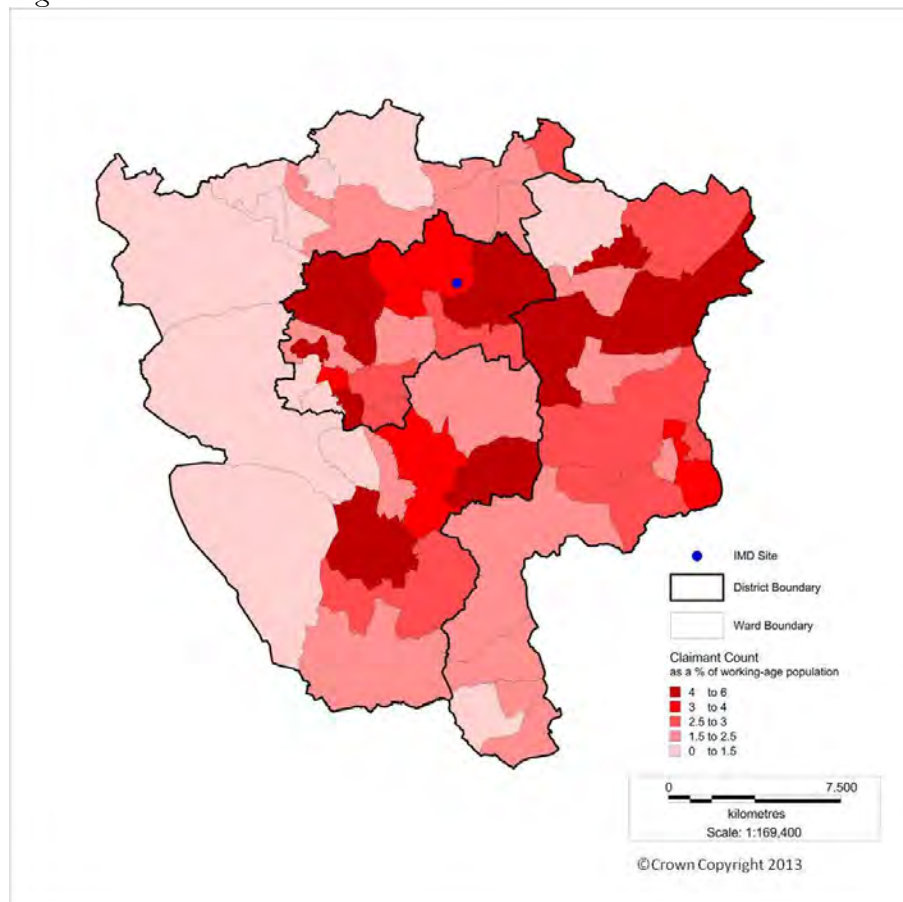 IMD Site
District Boundary
Ward Boundary
Claimant Count
as a % of working-age population
4 to 6
3 to 4
2.5 to 3
1.5 to 2.5
0 to 1.5
0 7.500
kilometres
Scale: 1:169,400
©Crown Copyright 2013